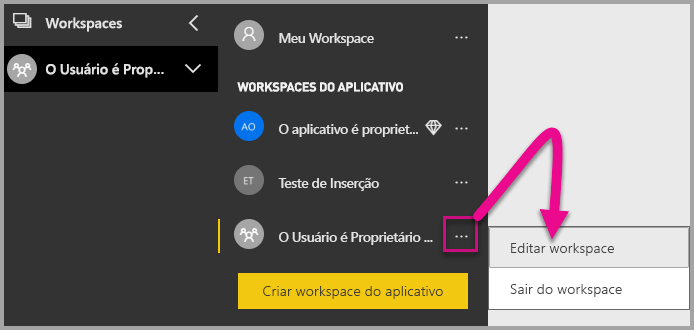 Workspaces
O Usuário é Prop...
Meu Workspace
...
WORKSPACES DO APLICATIVO
AO O aplicativo é propriet... ...
ET Teste de Inserção ...
O Usuário é Proprietário ... ...
Criar workspace do aplicativo
Editar workspace
Sair do workspace